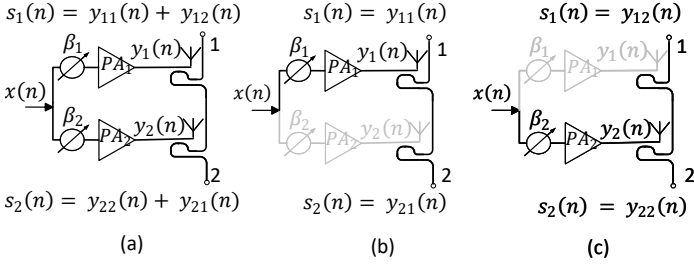 s₁(n) = y₁₁(n) + y₁₂(n)
β₁
PA₁
y₁(n)
1
x(n)
β₂
PA₂
y₂(n)
2
s₂(n) = y₂₂(n) + y₂₁(n)
(a)
s₁(n) = y₁₁(n)
β₁
PA₁
y₁(n)
1
x(n)
β₂
PA₂
y₂(n)
2
s₂(n) = y₂₁(n)
(b)
s₁(n) = y₁₂(n)
β₁
PA₁
y₁(n)
1
x(n)
β₂
PA₂
y₂(n)
2
s₂(n) = y₂₂(n)
(c)